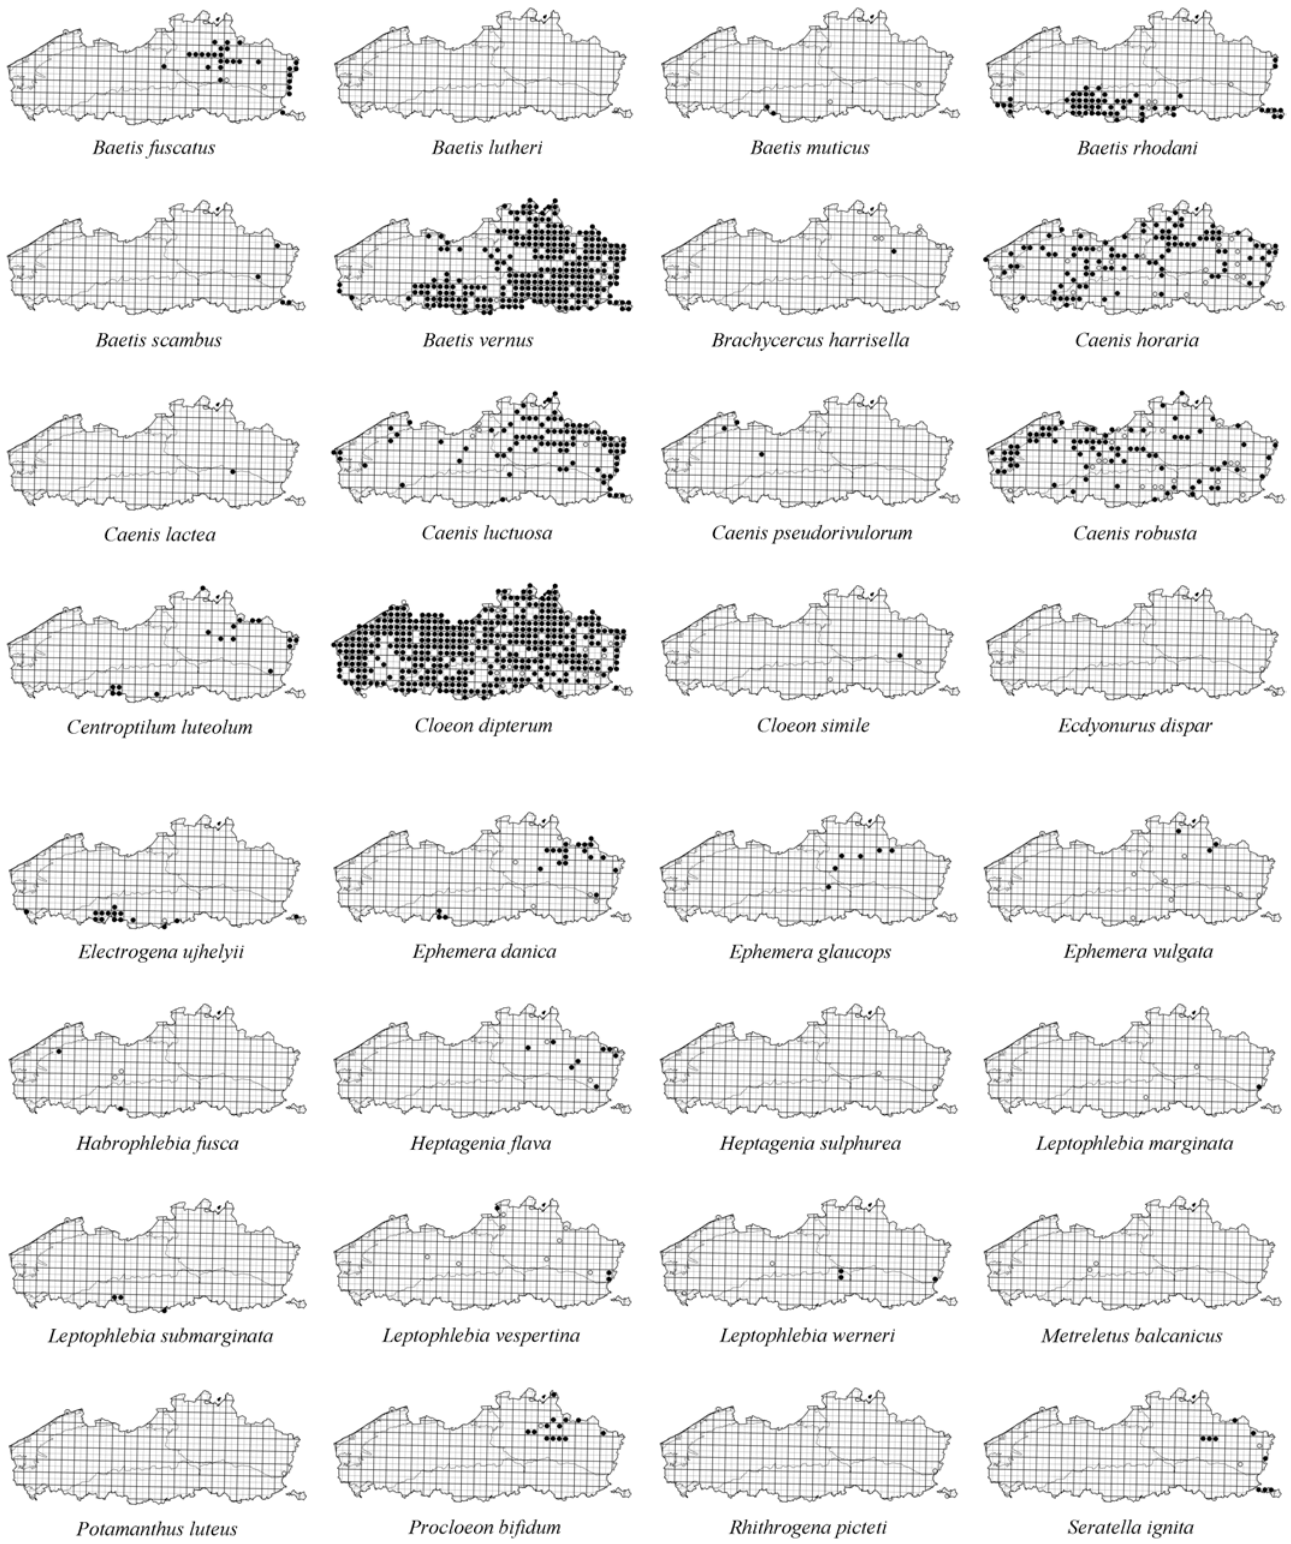 Baetis fuscatus
Baetis lutheri
Baetis muticus
Baetis rhodani
Baetis scambus
Baetis vernus
Brachycercus harrisella
Caenis horaria
Caenis lactea
Caenis luctuosa
Caenis pseudorivulorum
Caenis robusta
Centroptilum luteolum
Cloeon dipterum
Cloeon simile
Ecdyonurus dispar
Electrogena ujhelyii
Ephemera danica
Ephemera glaucops
Ephemera vulgata
Habrophlebia fusca
Heptagenia flava
Heptagenia sulphurea
Leptophlebia marginata
Leptophlebia submarginata
Leptophlebia vespertina
Leptophlebia werneri
Metreletus balcanicus
Potamanthus luteus
Procloeon bifidum
Rhithrogena picteti
Seratella ignita